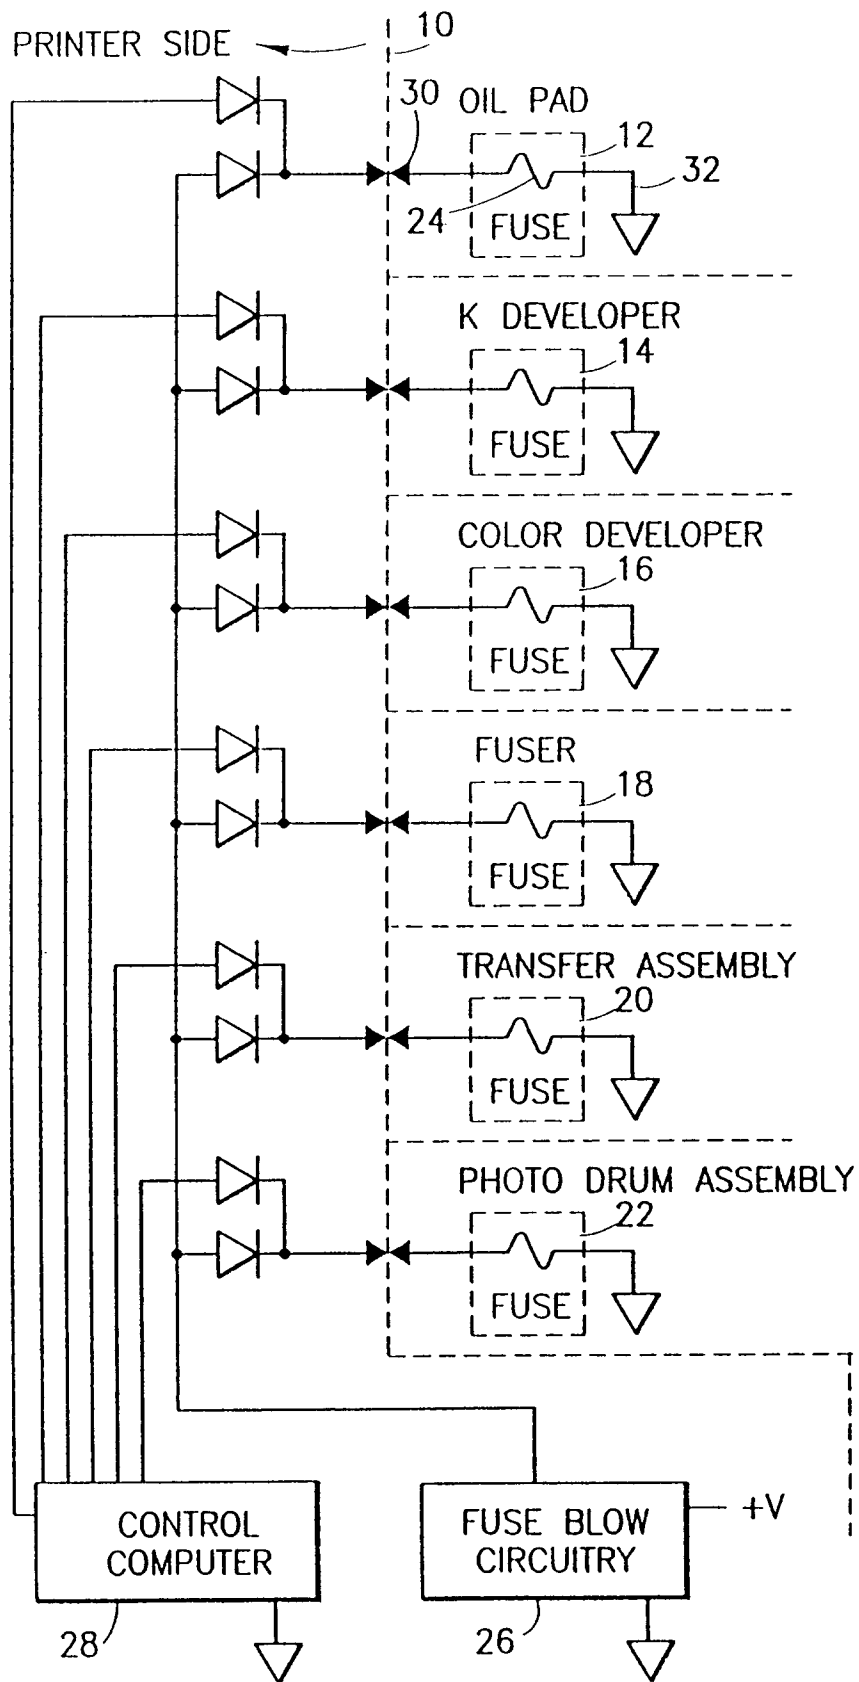 10
PRINTER SIDE
30 OIL PAD
12
32
24
FUSE
K DEVELOPER
14
FUSE
COLOR DEVELOPER
16
FUSE
FUSER
18
FUSE
TRANSFER ASSEMBLY
20
FUSE
PHOTO DRUM ASSEMBLY
22
FUSE
CONTROL
COMPUTER
28
FUSE BLOW
CIRCUITRY
+V
26